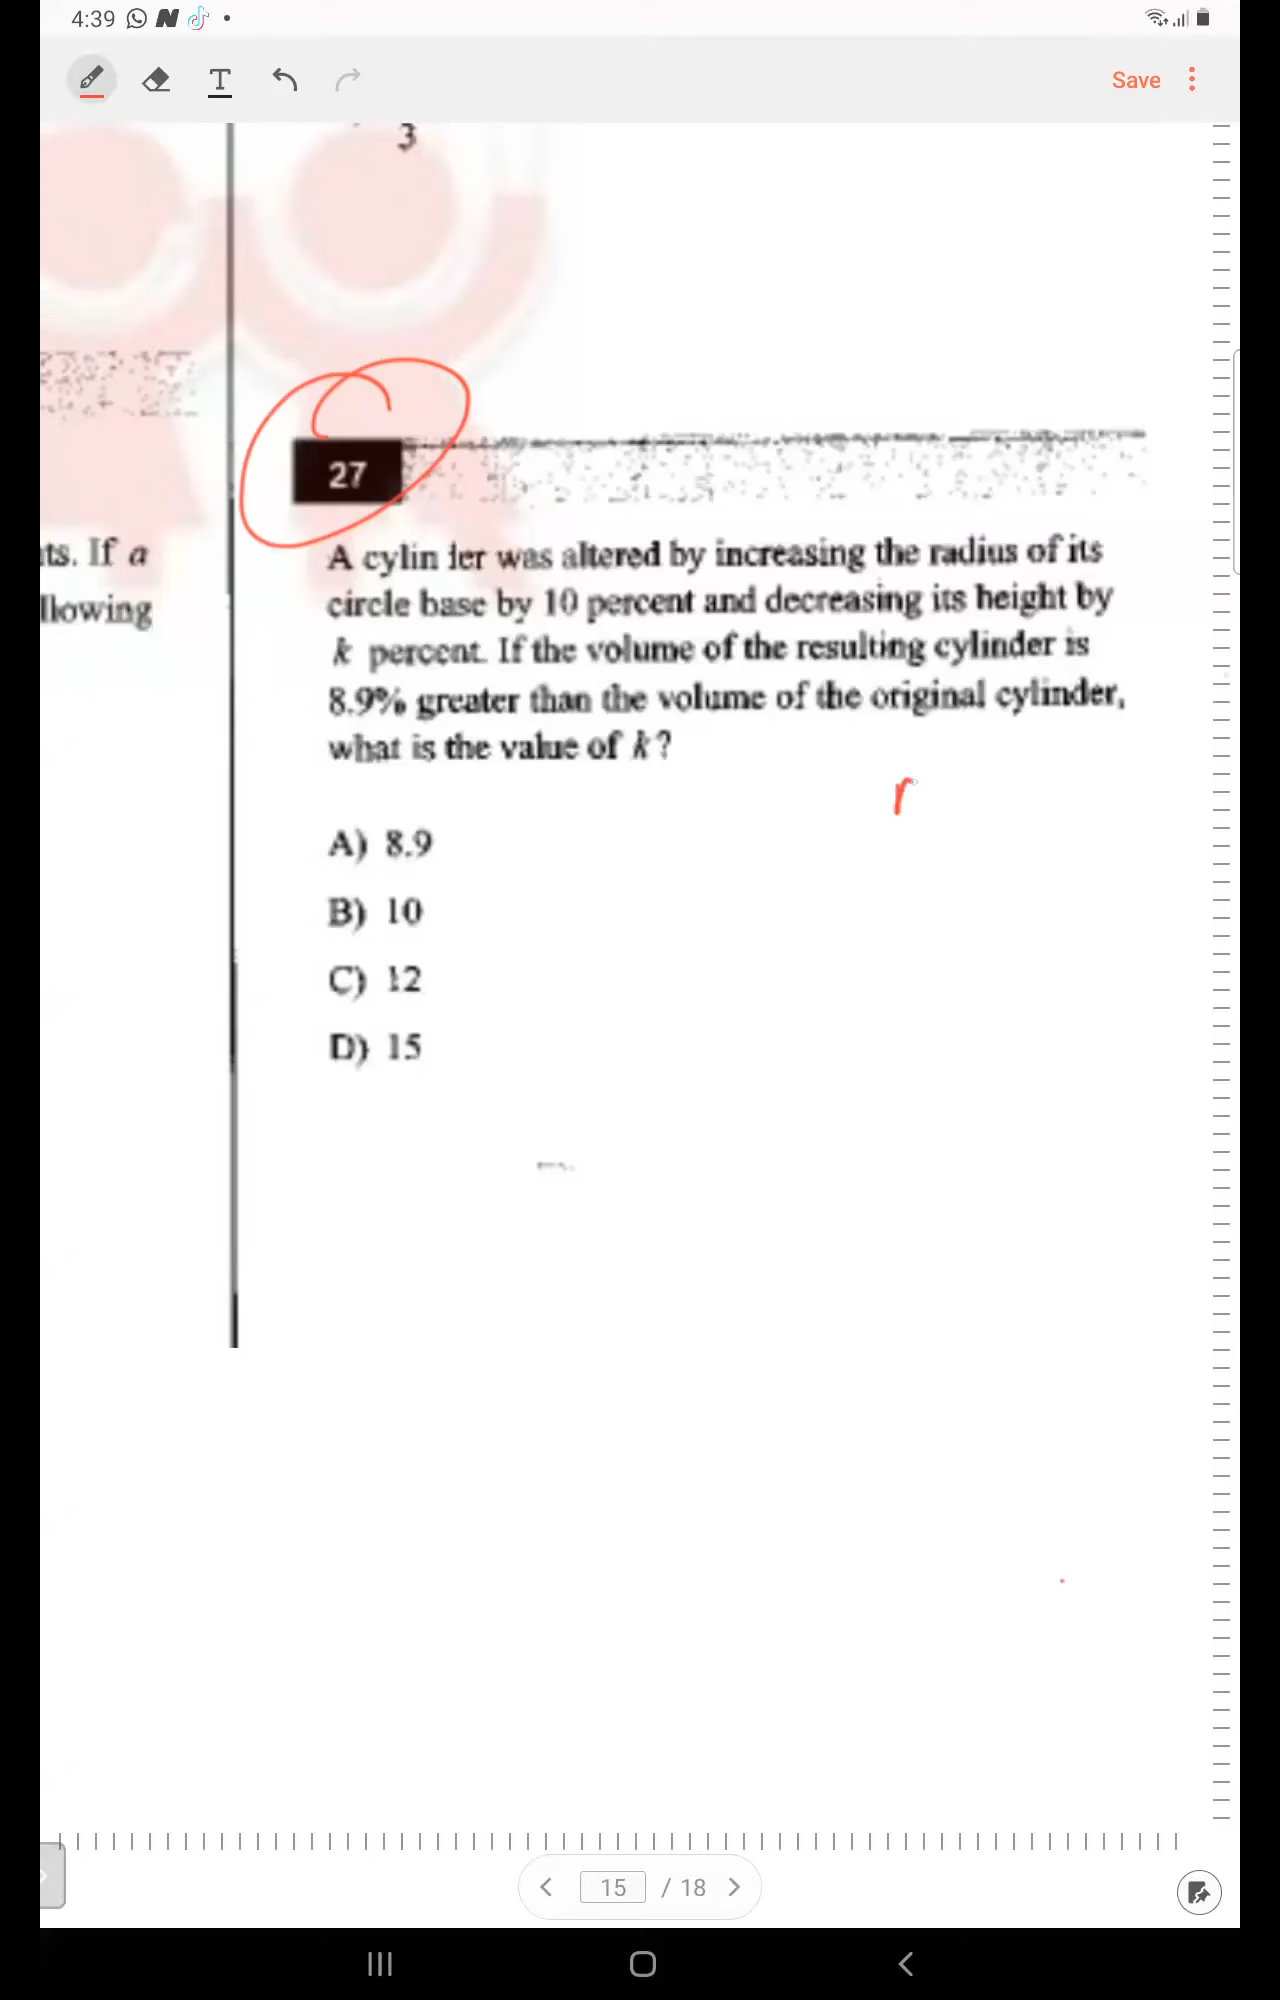 4:39
Save
3
ts. If a
llowing
27
A cylin ler was altered by increasing the radius of its
circle base by 10 percent and decreasing its height by
k percent. If the volume of the resulting cylinder is
8.9% greater than the volume of the original cylinder,
what is the value of k?
r
A) 8.9
B) 10
C) 12
D) 15
15 / 18